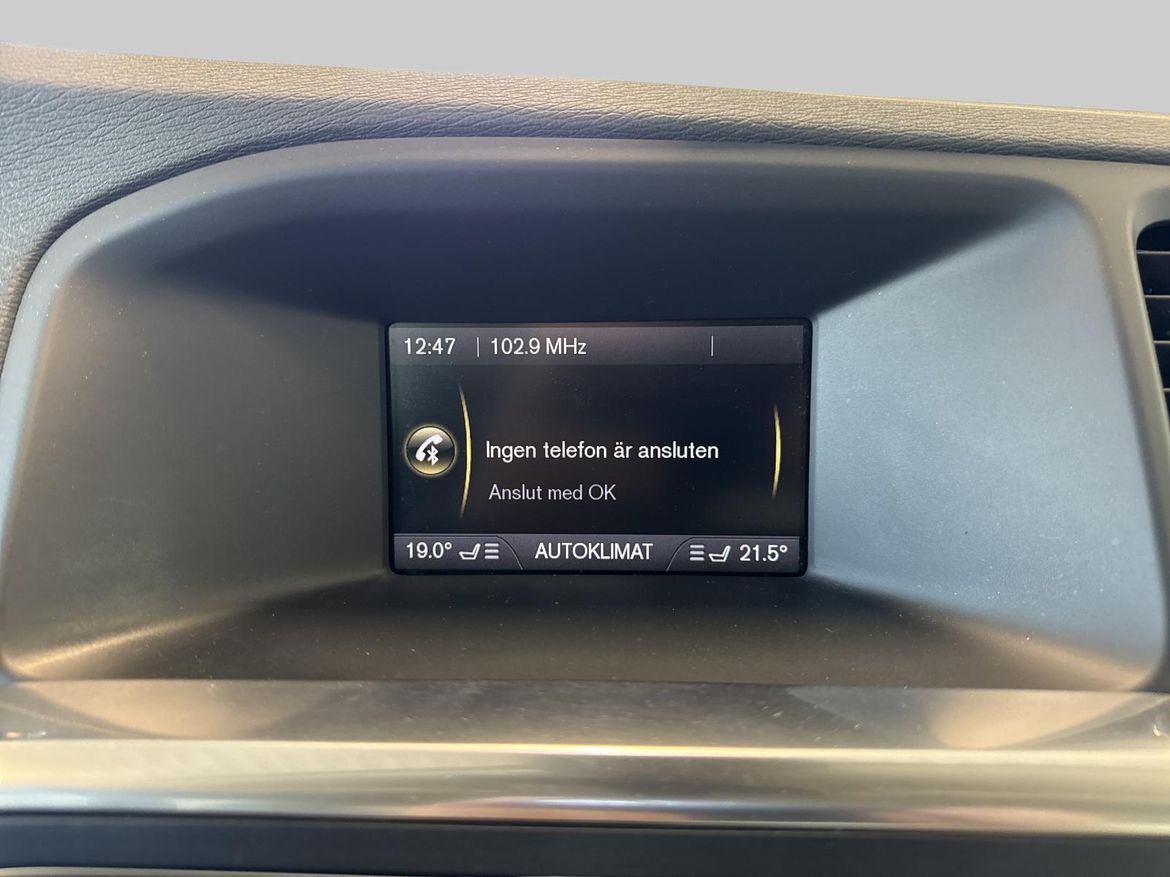 12:47 | 102.9 MHz |
Ingen telefon är ansluten
Anslut med OK
19.0° AUTOKLIMAT 21.5°